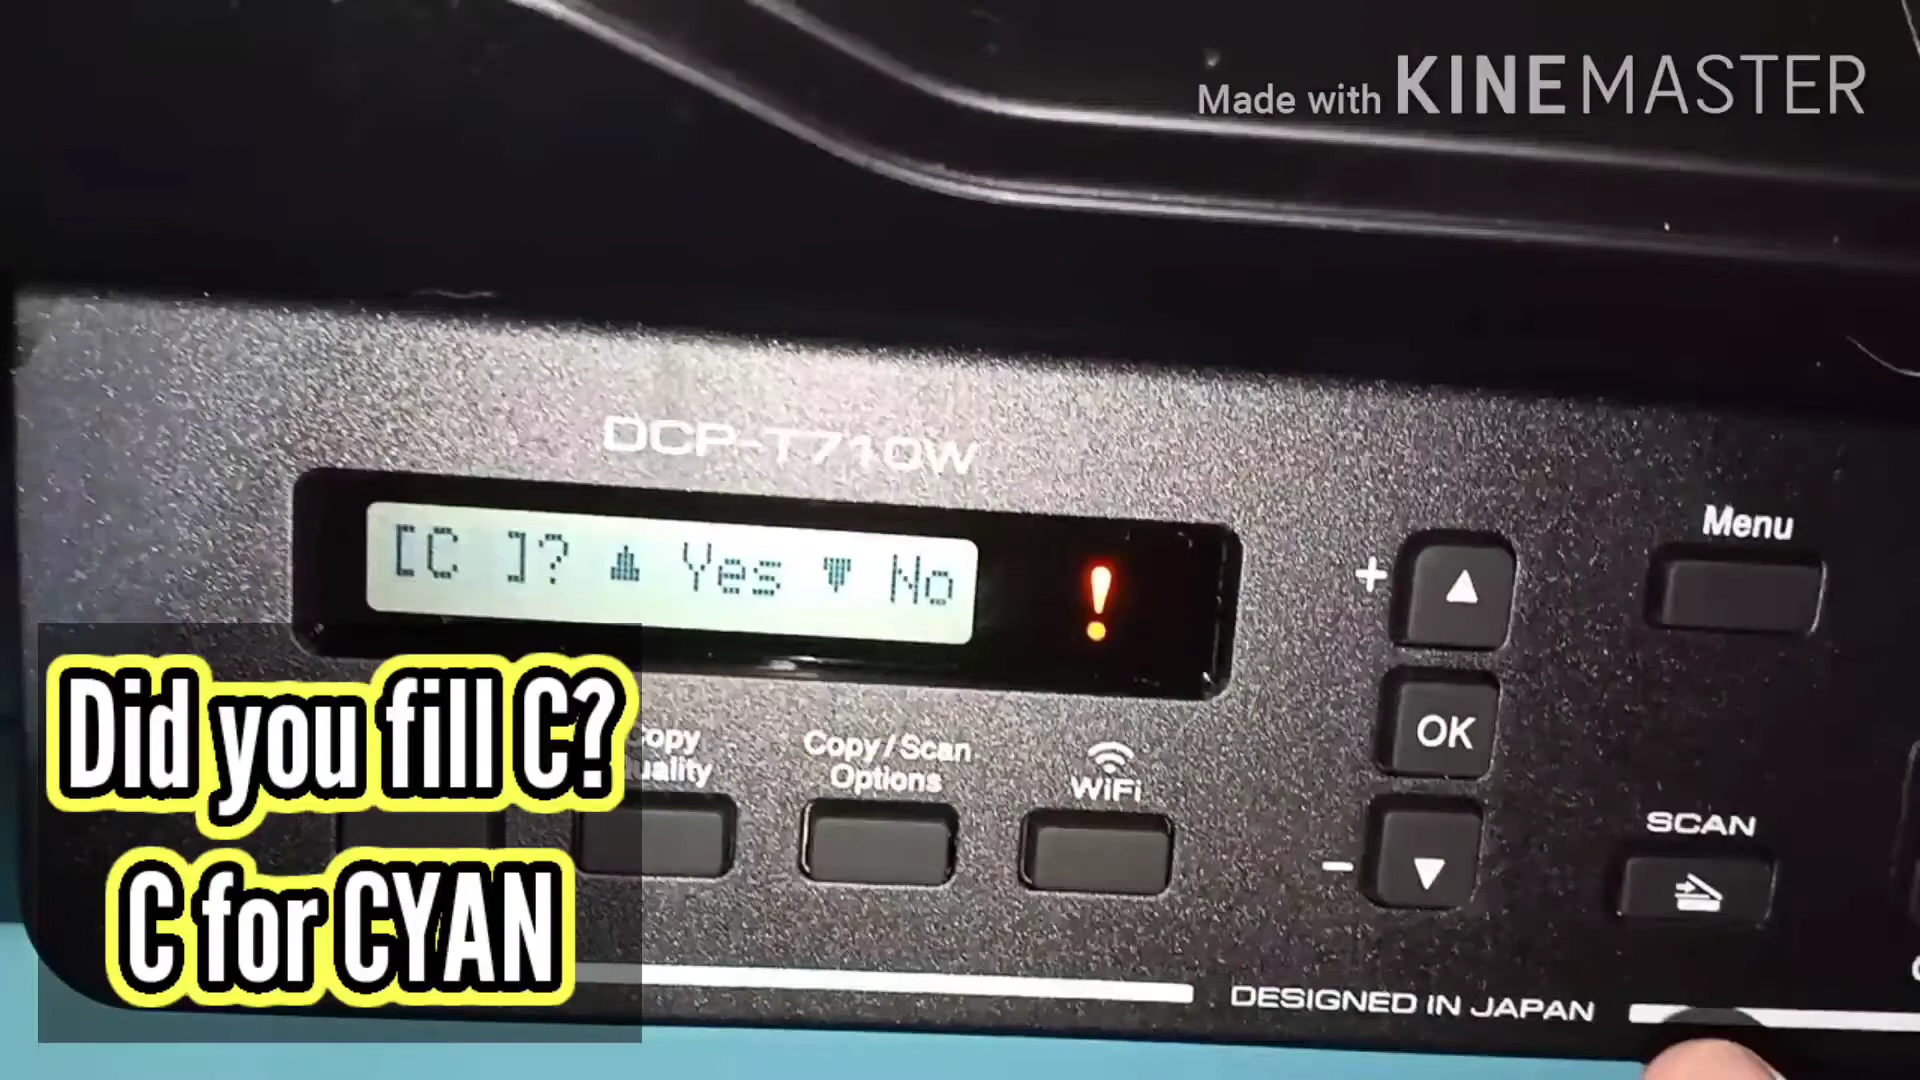 Made with KINEMASTER
DCP-T710W
[C ]? ▲ Yes ▼ No
Menu
+
OK
-
Copy/Scan
Options
WiFi
SCAN
Did you fill C?
C for CYAN
DESIGNED IN JAPAN